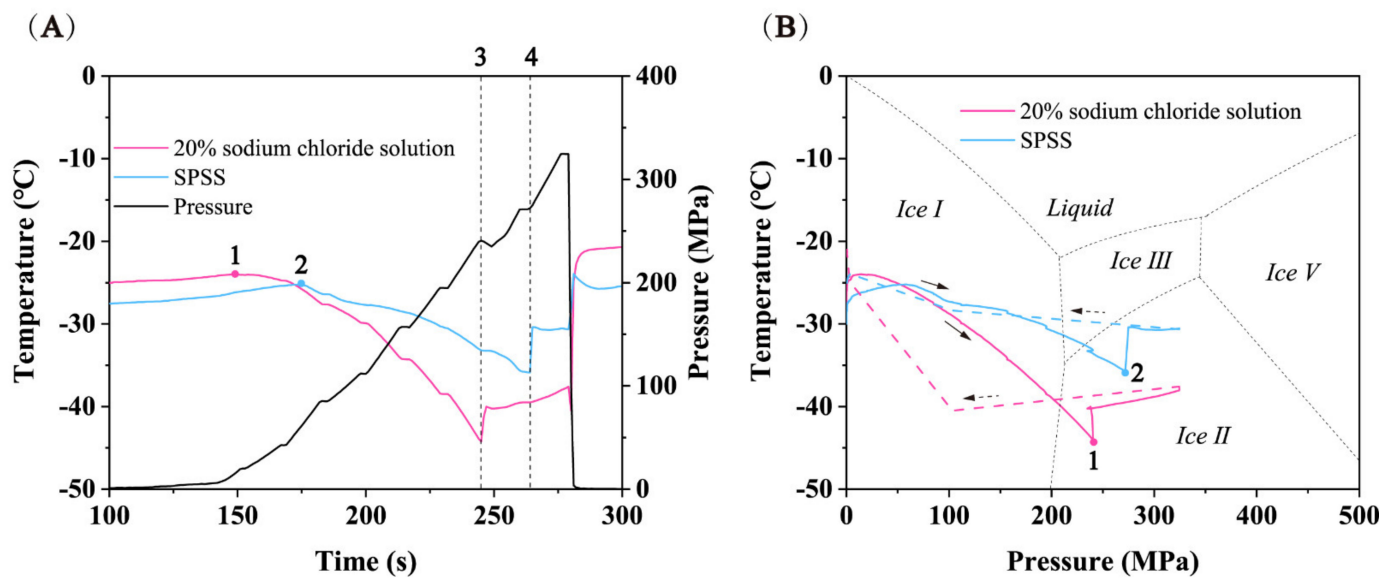 (A)
3 4
0
-10
-20
-30
-40
-50
Temperature (℃)
20% sodium chloride solution
SPSS
Pressure
1
2
400
300
200
100
0
Pressure (MPa)
100 150 200 250 300
Time (s)
(B)
0
-10
-20
-30
-40
-50
Temperature (℃)
20% sodium chloride solution
SPSS
Ice I
Liquid
Ice III
Ice V
2
1
Ice II
0 100 200 300 400 500
Pressure (MPa)